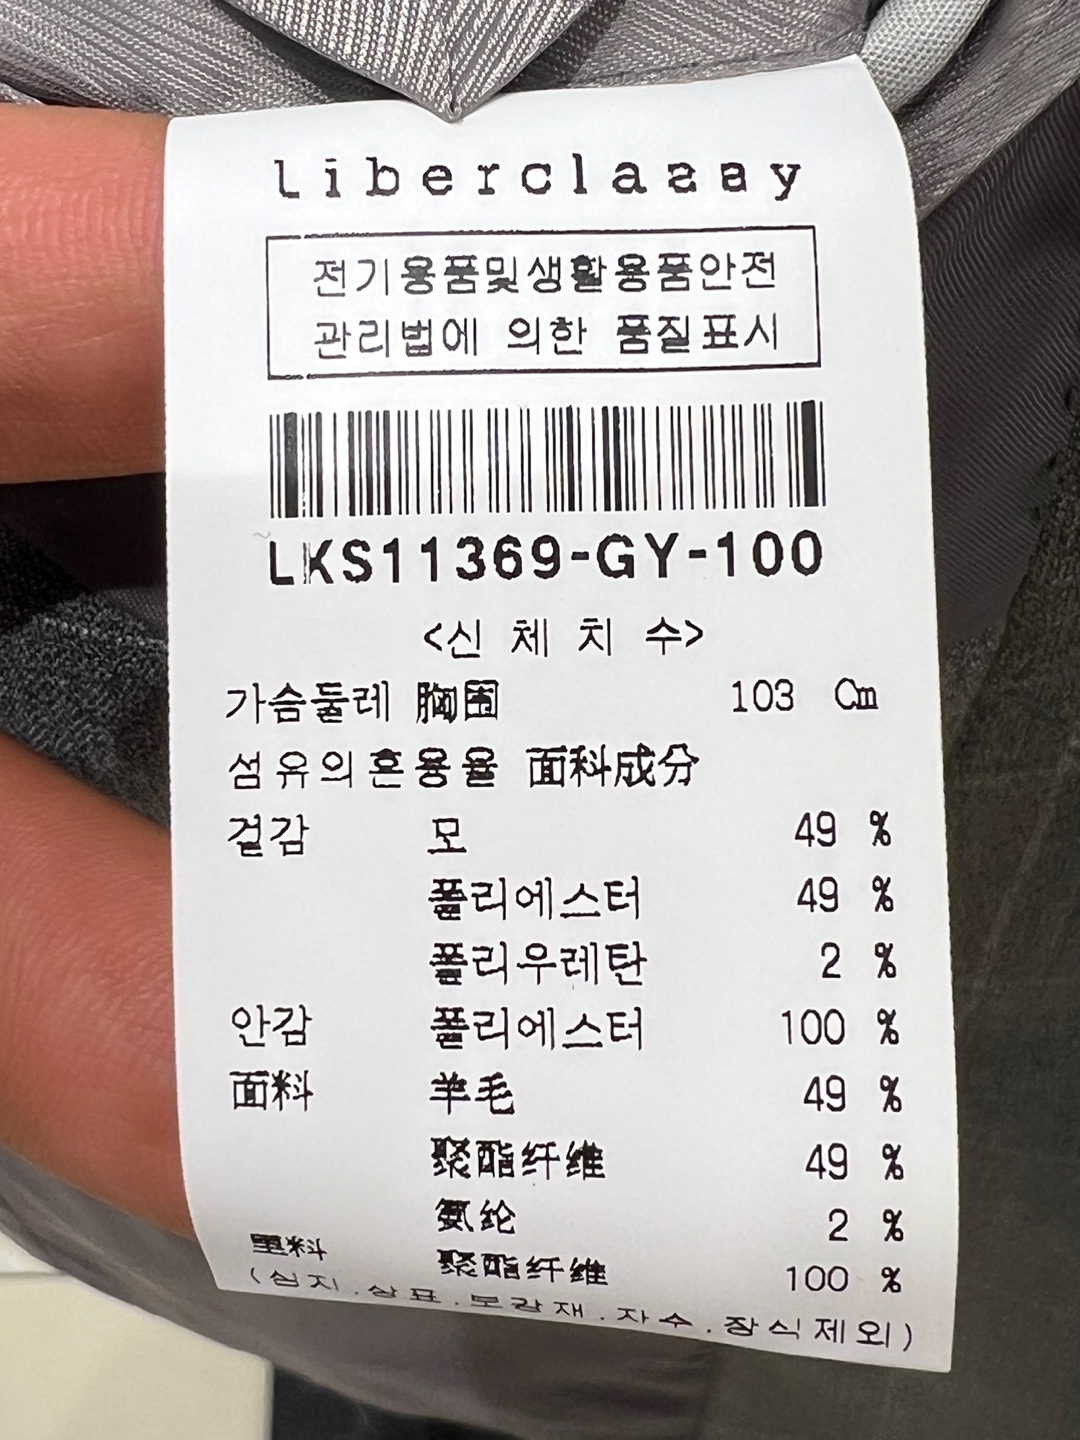 Liberclassy
전기용품및생활용품안전
관리법에 의한 품질표시
LKS11369-GY-100
<신 체 치 수>
가슴둘레 胸围 103 Cm
섬유의혼용율 面料成分
겉감 모 49 %
폴리에스터 49 %
폴리우레탄 2 %
안감 폴리에스터 100 %
面料 羊毛 49 %
聚酯纤维 49 %
氨纶 2 %
里料 聚酯纤维 100 %
(심지.상표.보강재.자수.장식제외)